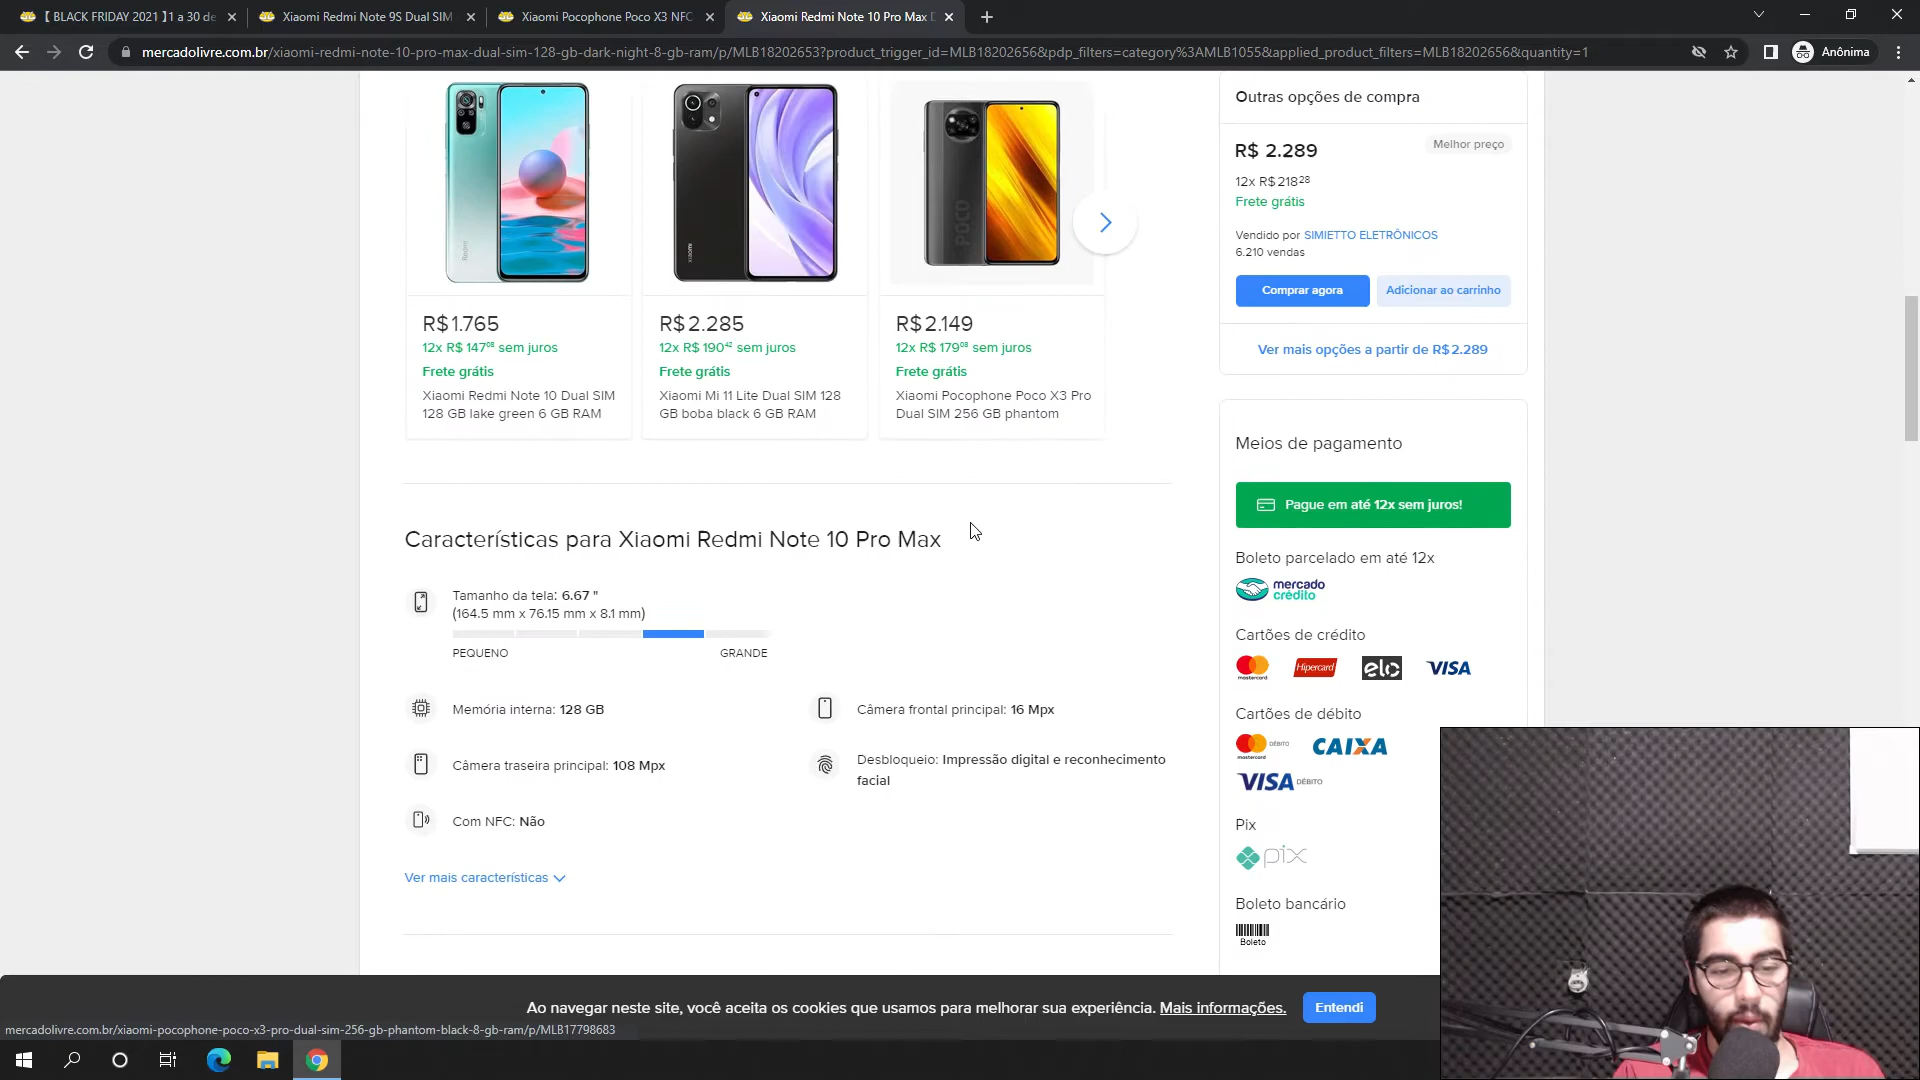 【 BLACK FRIDAY 2021 】1 a 30 de
Xiaomi Redmi Note 9S Dual SIM
Xiaomi Pocophone Poco X3 NFC
Xiaomi Redmi Note 10 Pro Max
mercadolivre.com.br/xiaomi-redmi-note-10-pro-max-dual-sim-128-gb-dark-night-8-gb-ram/p/MLB18202653?product_trigger_id=MLB18202656&pdp_filters=category%3AMLB1055&applied_product_filters=MLB18202656&quantity=1
Anônima
R$ 1.765
12x R$ 147⁰⁸ sem juros
Frete grátis
Xiaomi Redmi Note 10 Dual SIM
128 GB lake green 6 GB RAM
R$ 2.285
12x R$ 190⁴² sem juros
Frete grátis
Xiaomi Mi 11 Lite Dual SIM 128
GB boba black 6 GB RAM
POCO
R$ 2.149
12x R$ 179⁰⁸ sem juros
Frete grátis
Xiaomi Pocophone Poco X3 Pro
Dual SIM 256 GB phantom
Características para Xiaomi Redmi Note 10 Pro Max
Tamanho da tela: 6.67 "
(164.5 mm x 76.15 mm x 8.1 mm)
PEQUENO
GRANDE
Memória interna: 128 GB
Câmera frontal principal: 16 Mpx
Câmera traseira principal: 108 Mpx
Desbloqueio: Impressão digital e reconhecimento
facial
Com NFC: Não
Ver mais características
Outras opções de compra
R$ 2.289
Melhor preço
12x R$ 218²⁸
Frete grátis
Vendido por SIMIETTO ELETRÔNICOS
6.210 vendas
Comprar agora
Adicionar ao carrinho
Ver mais opções a partir de R$ 2.289
Meios de pagamento
Pague em até 12x sem juros!
Boleto parcelado em até 12x
mercado
crédito
Cartões de crédito
mastercard
Hipercard
elo
VISA
Cartões de débito
DÉBITO
mastercard
CAIXA
VISA DÉBITO
Pix
pix
Boleto bancário
Boleto
Ao navegar neste site, você aceita os cookies que usamos para melhorar sua experiência. Mais informações.
Entendi
mercadolivre.com.br/xiaomi-pocophone-poco-x3-pro-dual-sim-256-gb-phantom-black-8-gb-ram/p/MLB17798683